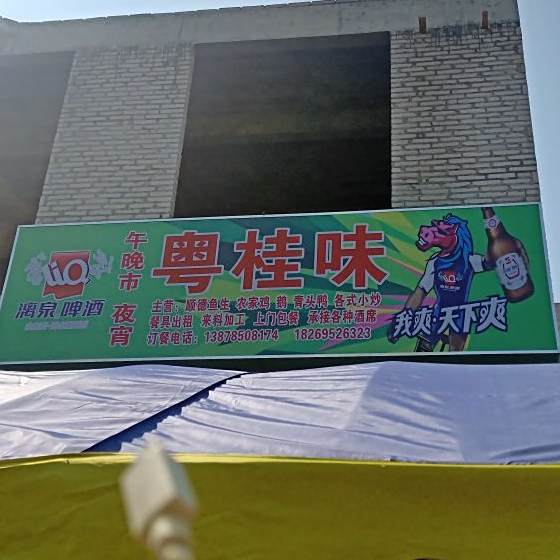 午晚市 夜宵
粤桂味
LiQ
漓泉 啤酒
主营：顺德鱼生 农家鸡 鹅 青头鸭 各式小炒
餐具出租 来料加工 上门包餐 承接各种酒席
订餐电话：13878508174 18269526323
我爽·天下爽